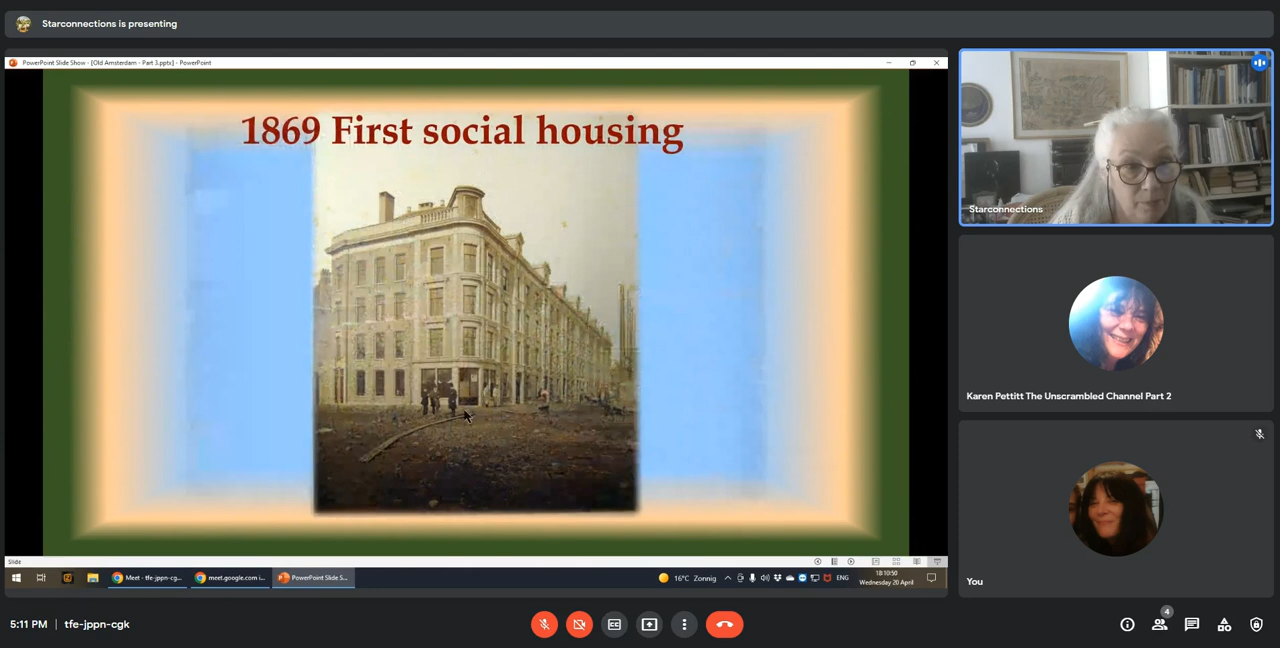 Starconnections is presenting
PowerPoint Slide Show - [Old Amsterdam - Part 3.ppts] - PowerPoint
1869 First social housing
Starconnections
Karen Pettitt The Unscrambled Channel Part 2
You
Slide
Meet - tfe-jppn-cg...
meet.google.com i...
PowerPoint Slide S...
16°C Zonnig
ENG
18:10:50
Wednesday 20 April
5:11 PM | tfe-jppn-cgk
4